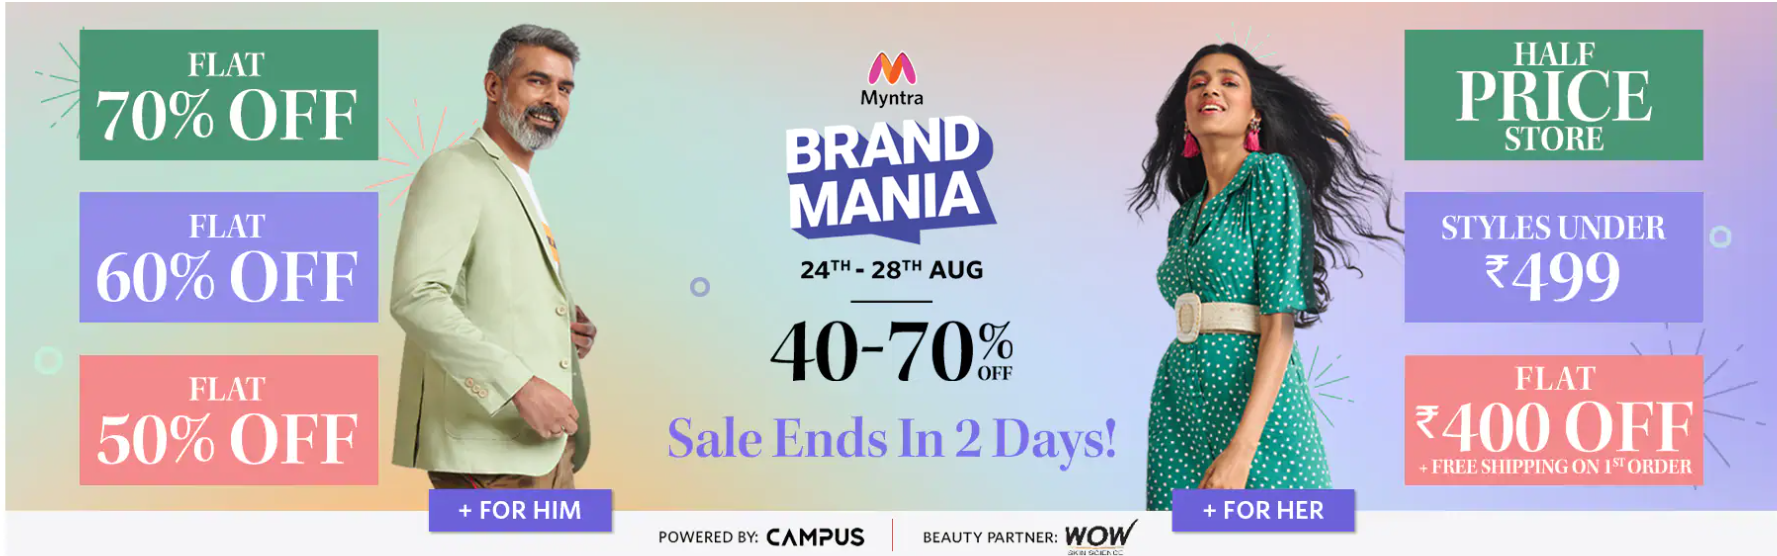 FLAT
70% OFF
FLAT
60% OFF
FLAT
50% OFF
+ FOR HIM
Myntra
BRAND
MANIA
24TH - 28TH AUG
40-70% OFF
Sale Ends In 2 Days!
HALF
PRICE
STORE
STYLES UNDER
₹499
FLAT
₹400 OFF
+ FREE SHIPPING ON 1ST ORDER
+ FOR HER
POWERED BY: CAMPUS
BEAUTY PARTNER: WOW
SKIN SCIENCE